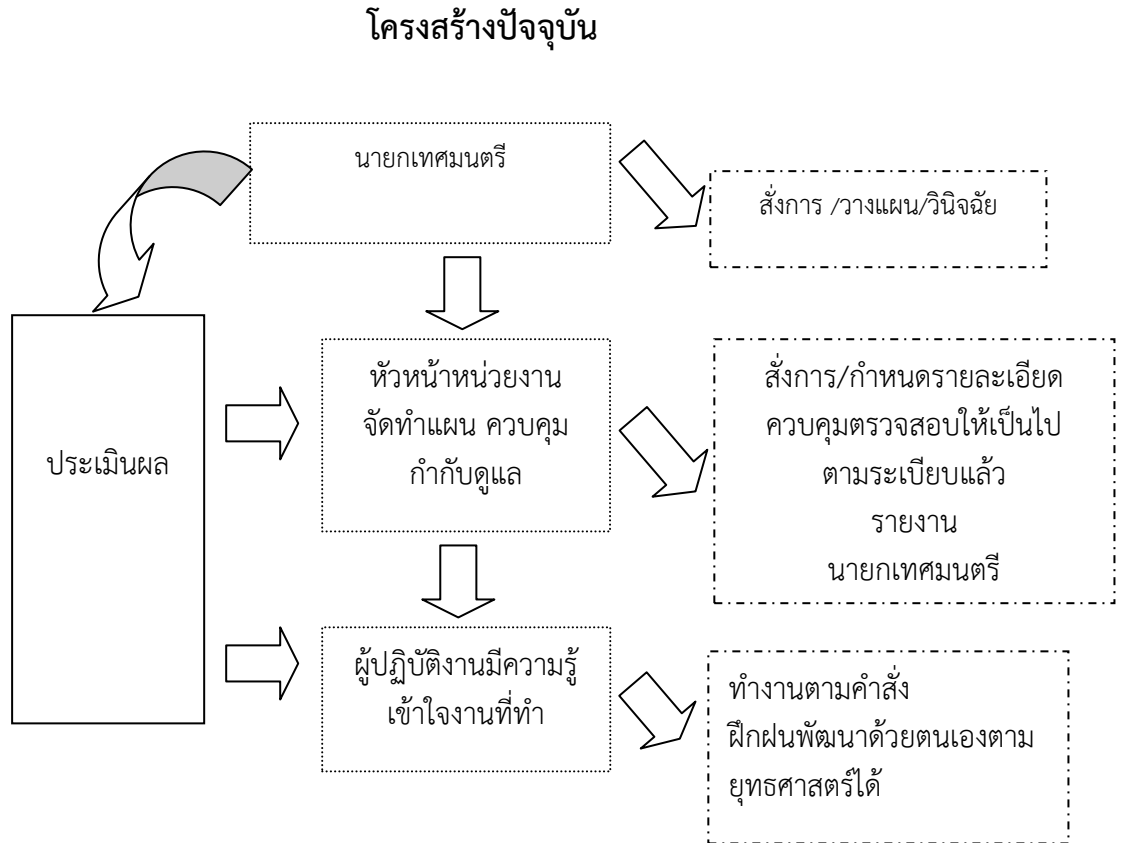 โครงสร้างปัจจุบัน
นายกเทศมนตรี
สั่งการ /วางแผน/วินิจฉัย
หัวหน้าหน่วยงาน
จัดทำแผน ควบคุม
กำกับดูแล
สั่งการ/กำหนดรายละเอียด
ควบคุมตรวจสอบให้เป็นไป
ตามระเบียบแล้ว
รายงาน
นายกเทศมนตรี
ประเมินผล
ผู้ปฏิบัติงานมีความรู้
เข้าใจงานที่ทำ
ทำงานตามคำสั่ง
ฝึกฝนพัฒนาด้วยตนเองตาม
ยุทธศาสตร์ได้